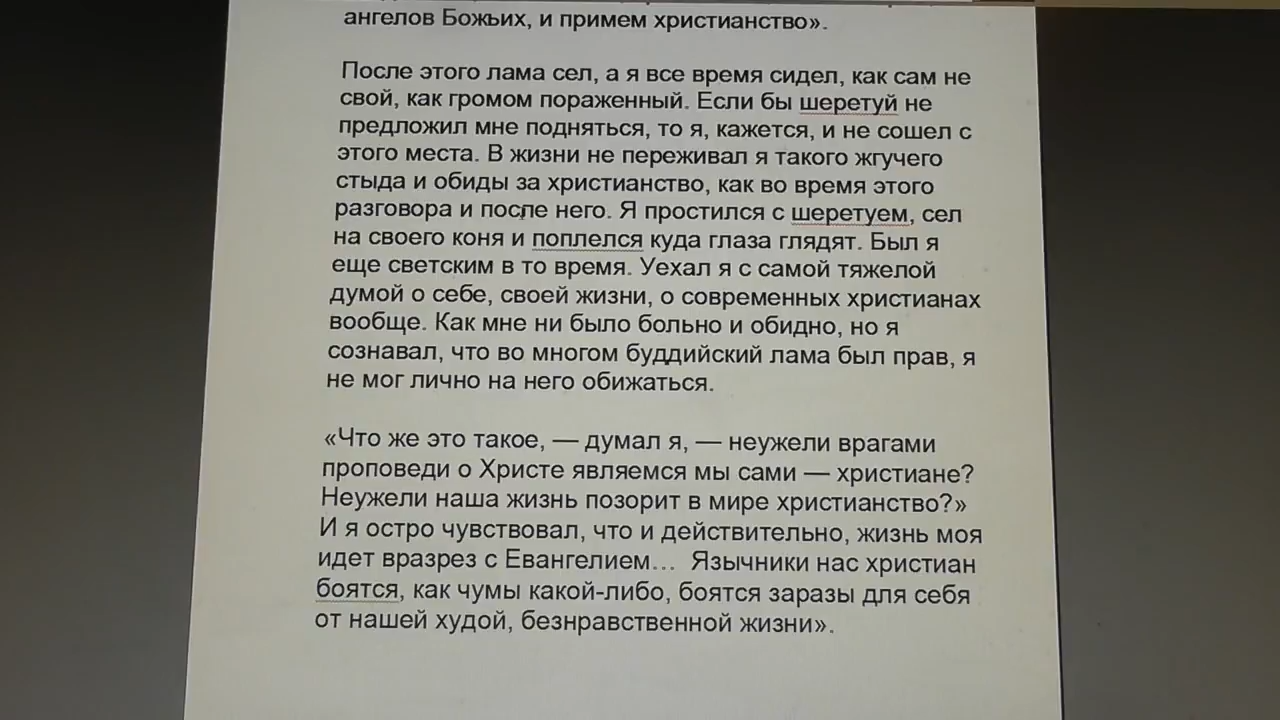 ангелов Божьих, и примем христианство».
После этого лама сел, а я все время сидел, как сам не
свой, как громом пораженный. Если бы шеретуй не
предложил мне подняться, то я, кажется, и не сошел с
этого места. В жизни не переживал я такого жгучего
стыда и обиды за христианство, как во время этого
разговора и после него. Я простился с шеретуем, сел
на своего коня и поплелся куда глаза глядят. Был я
еще светским в то время. Уехал я с самой тяжелой
думой о себе, своей жизни, о современных христианах
вообще. Как мне ни было больно и обидно, но я
сознавал, что во многом буддийский лама был прав, я
не мог лично на него обижаться.
«Что же это такое, — думал я, — неужели врагами
проповеди о Христе являемся мы сами — христиане?
Неужели наша жизнь позорит в мире христианство?»
И я остро чувствовал, что и действительно, жизнь моя
идет вразрез с Евангелием… Язычники нас христиан
боятся, как чумы какой-либо, боятся заразы для себя
от нашей худой, безнравственной жизни».